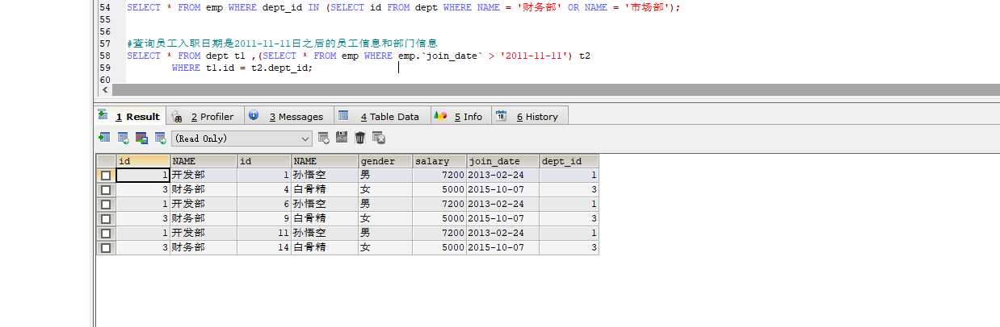 54 SELECT * FROM emp WHERE dept_id IN (SELECT id FROM dept WHERE NAME = '财务部' OR NAME = '市场部');
55
56
57 #查询员工入职日期是2011-11-11日之后的员工信息和部门信息
58 SELECT * FROM dept t1 ,(SELECT * FROM emp WHERE emp.`join_date` > '2011-11-11') t2
59 WHERE t1.id = t2.dept_id;
60
1 Result 2 Profiler 3 Messages 4 Table Data 5 Info 18 6 History
(Read Only)
id NAME id NAME gender salary join_date dept_id
1 开发部 1 孙悟空 男 7200 2013-02-24 1
3 财务部 4 白骨精 女 5000 2015-10-07 3
1 开发部 6 孙悟空 男 7200 2013-02-24 1
3 财务部 9 白骨精 女 5000 2015-10-07 3
1 开发部 11 孙悟空 男 7200 2013-02-24 1
3 财务部 14 白骨精 女 5000 2015-10-07 3